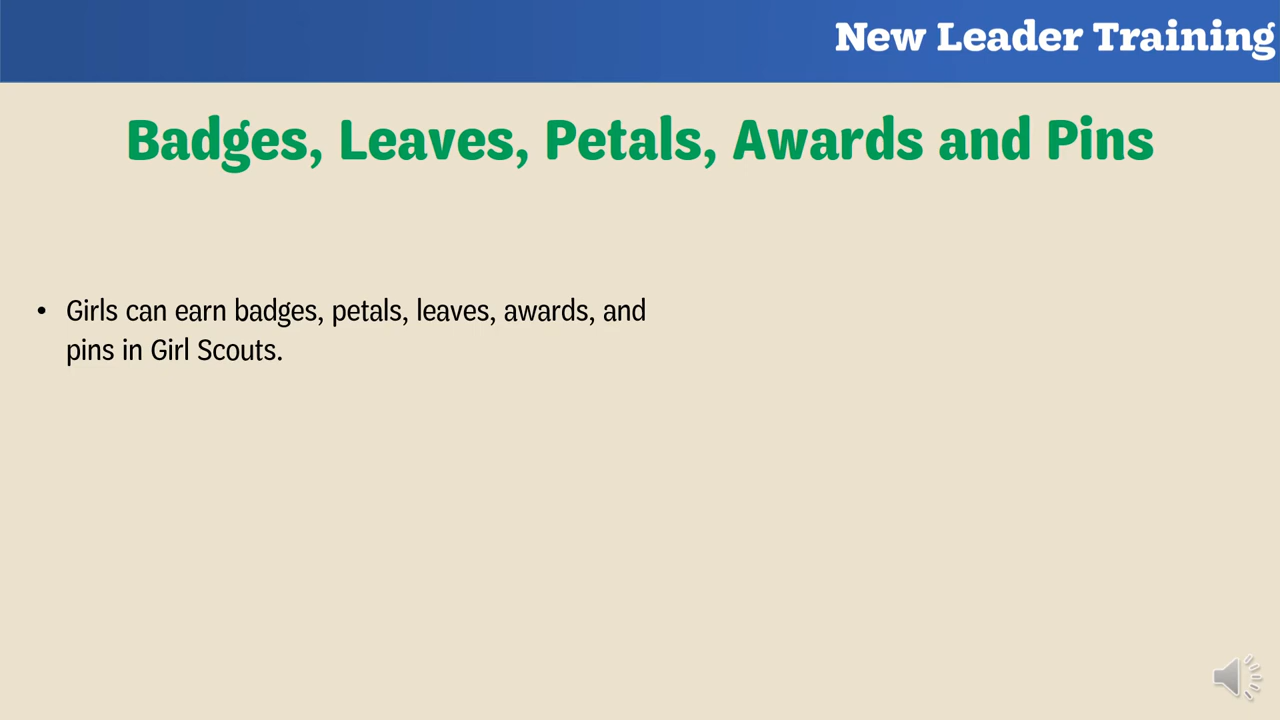 New Leader Training
Badges, Leaves, Petals, Awards and Pins
• Girls can earn badges, petals, leaves, awards, and
pins in Girl Scouts.